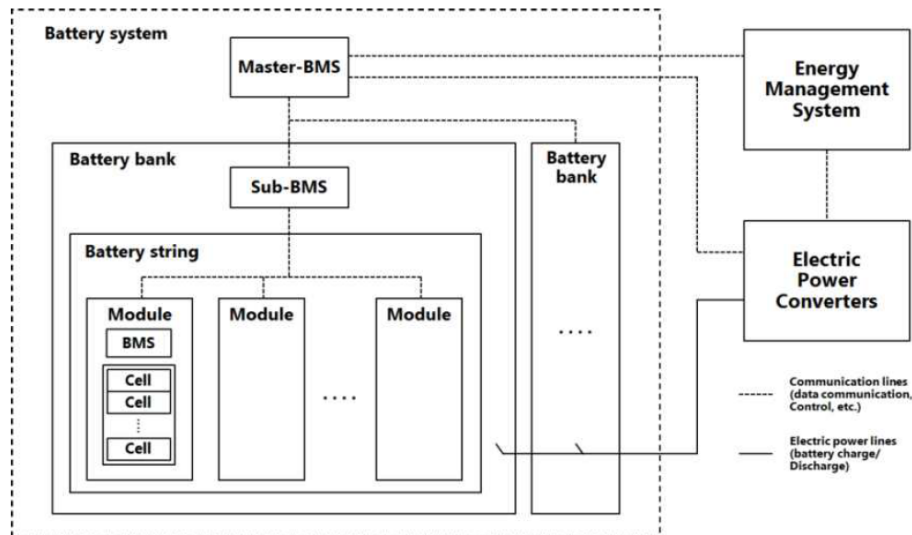 Battery system
Master-BMS
Energy
Management
System
Battery bank
Battery
bank
Sub-BMS
Battery string
Electric
Power
Converters
Module
Module
Module
BMS
Cell
Cell
Cell
Communication lines
(data communication,
Control, etc.)
Electric power lines
(battery charge/
Discharge)